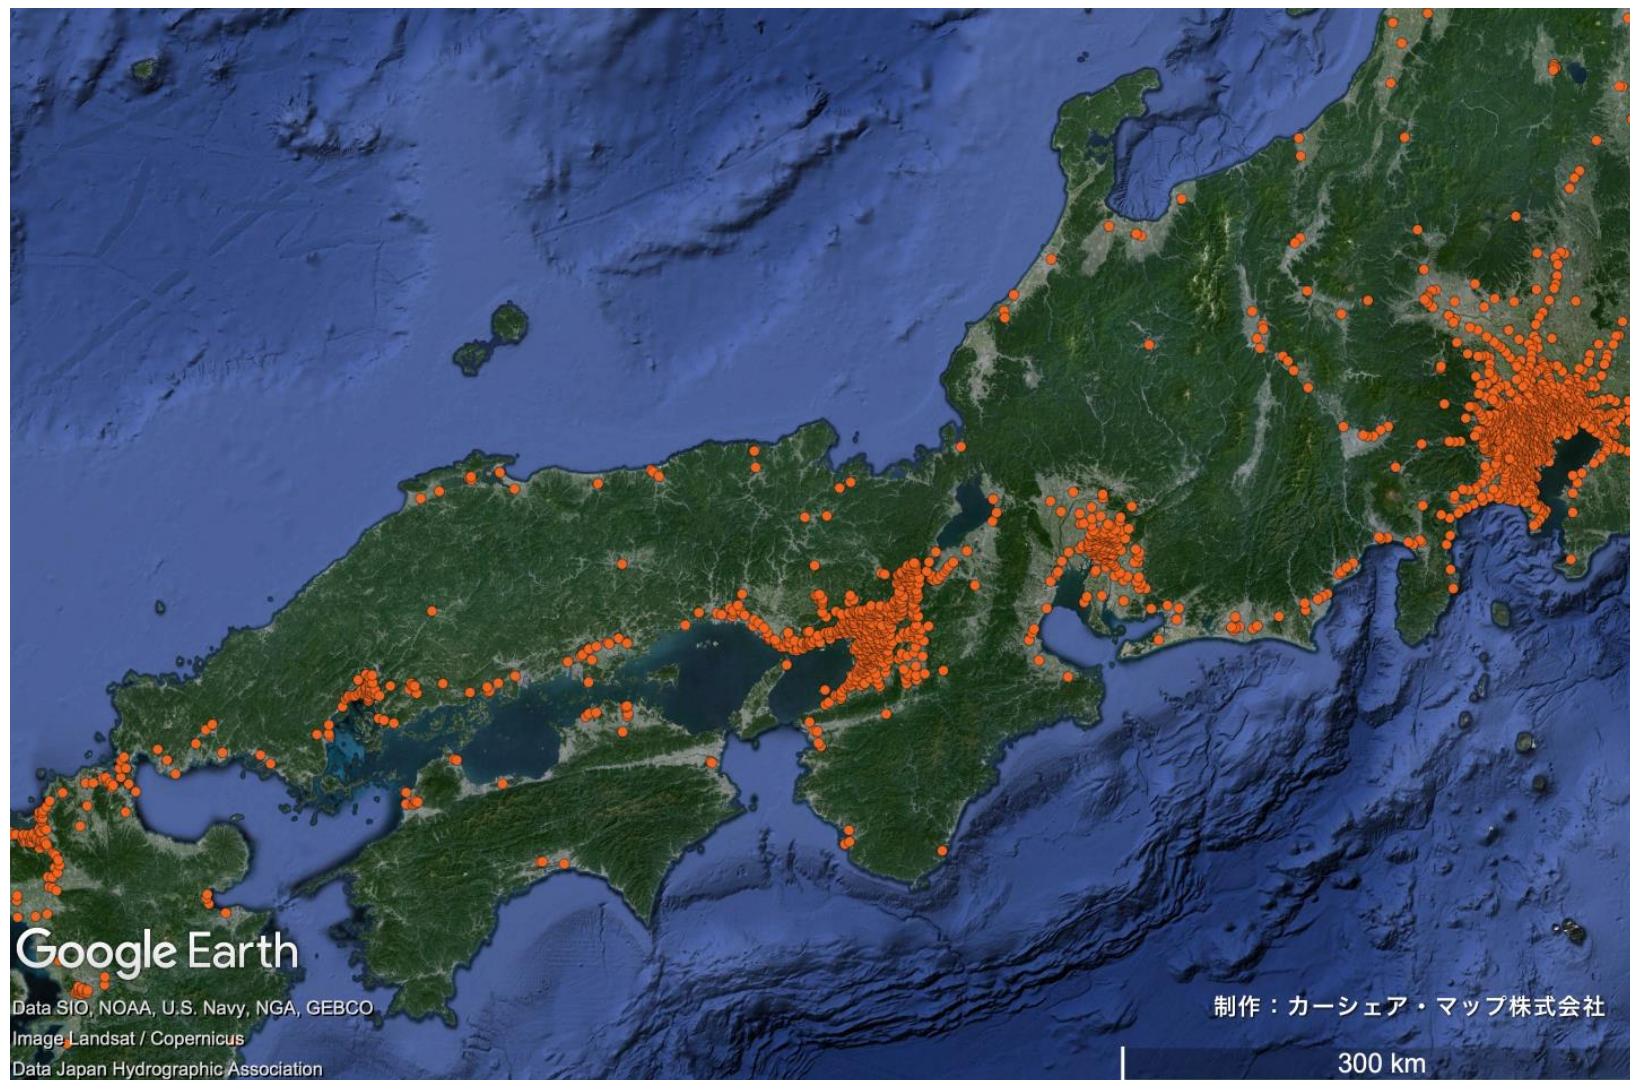 Google Earth
Data SIO, NOAA, U.S. Navy, NGA, GEBCO
Image Landsat / Copernicus
Data Japan Hydrographic Association
制作：カーシェア・マップ株式会社
300 km